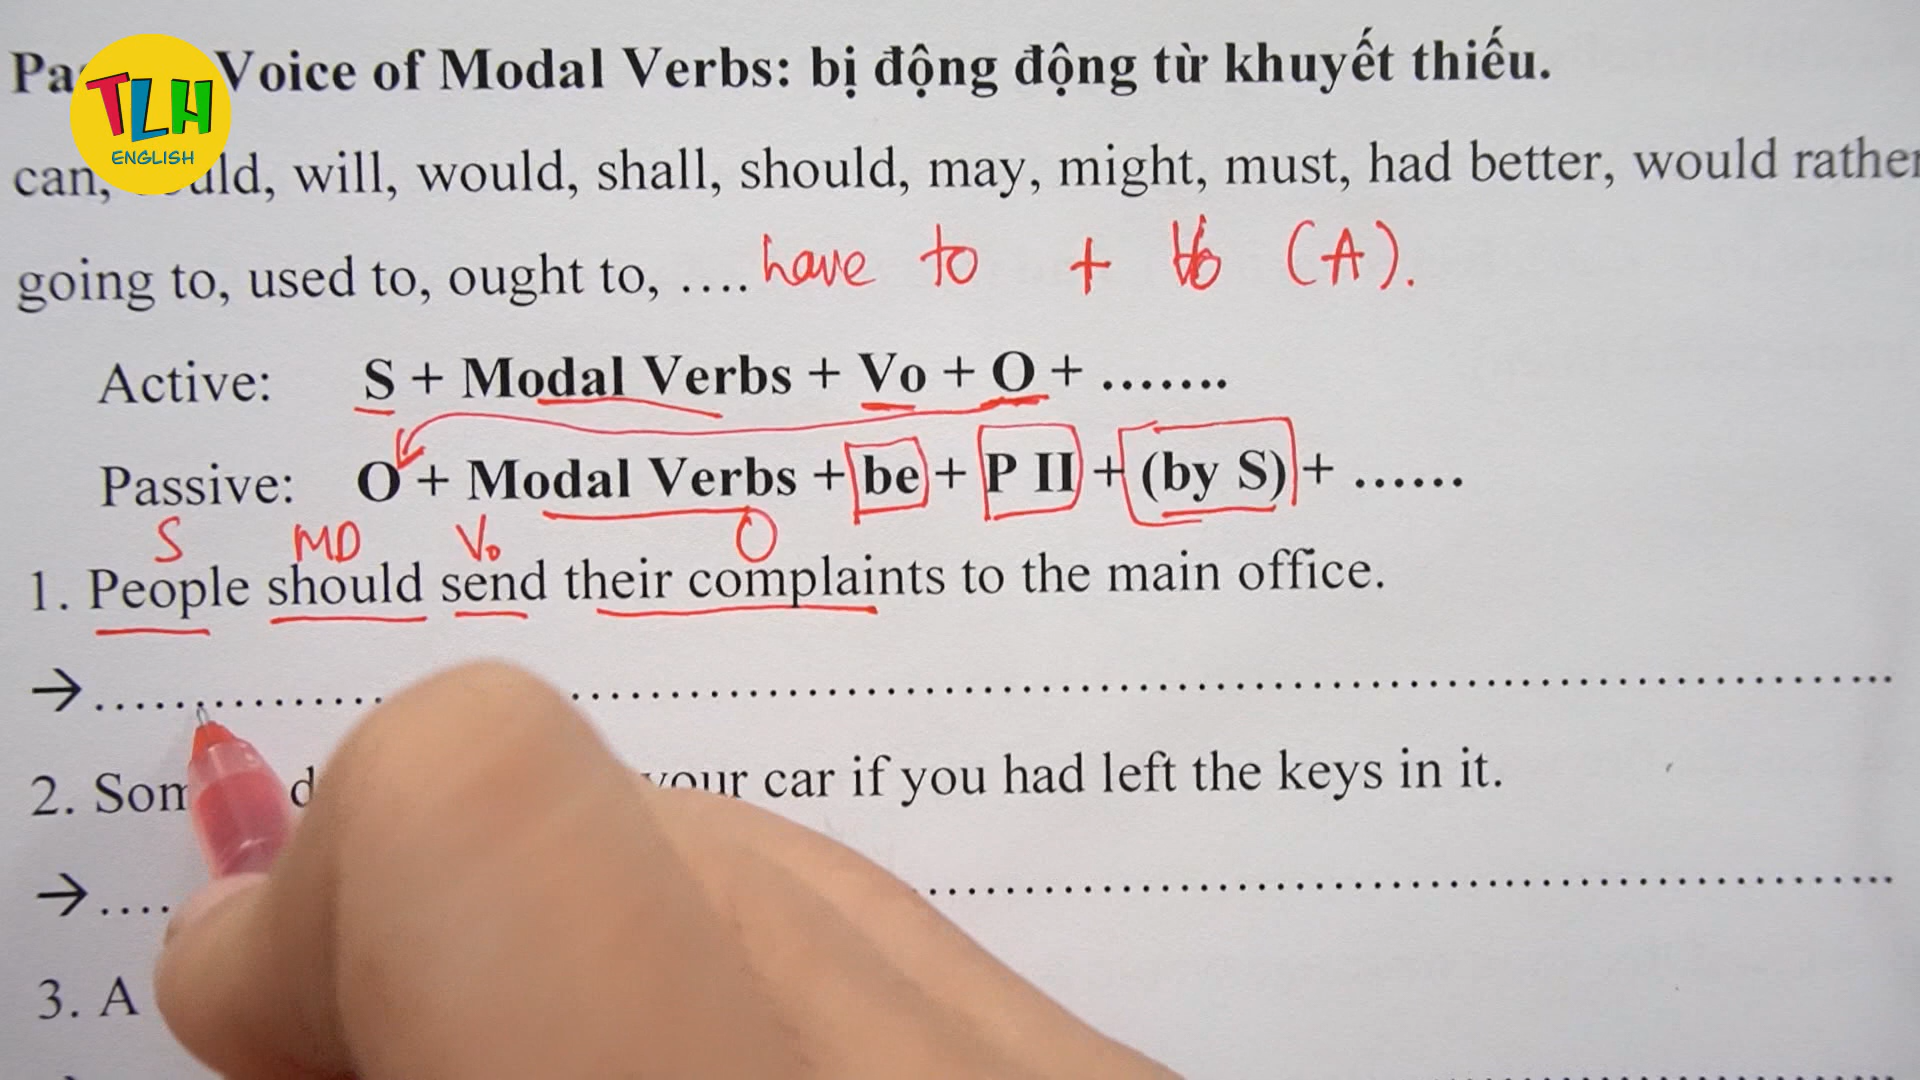 TLH
ENGLISH
Voice of Modal Verbs: bị động động từ khuyết thiếu.
can, will, would, shall, should, may, might, must, had better, would rather
going to, used to, ought to, .... have to + Vo (A).
Active: S + Modal Verbs + Vo + O + .......
Passive: O + Modal Verbs + be + P II + (by S) + ......
S MD Vo O
1. People should send their complaints to the main office.
→
2. your car if you had left the keys in it.
→
3. A